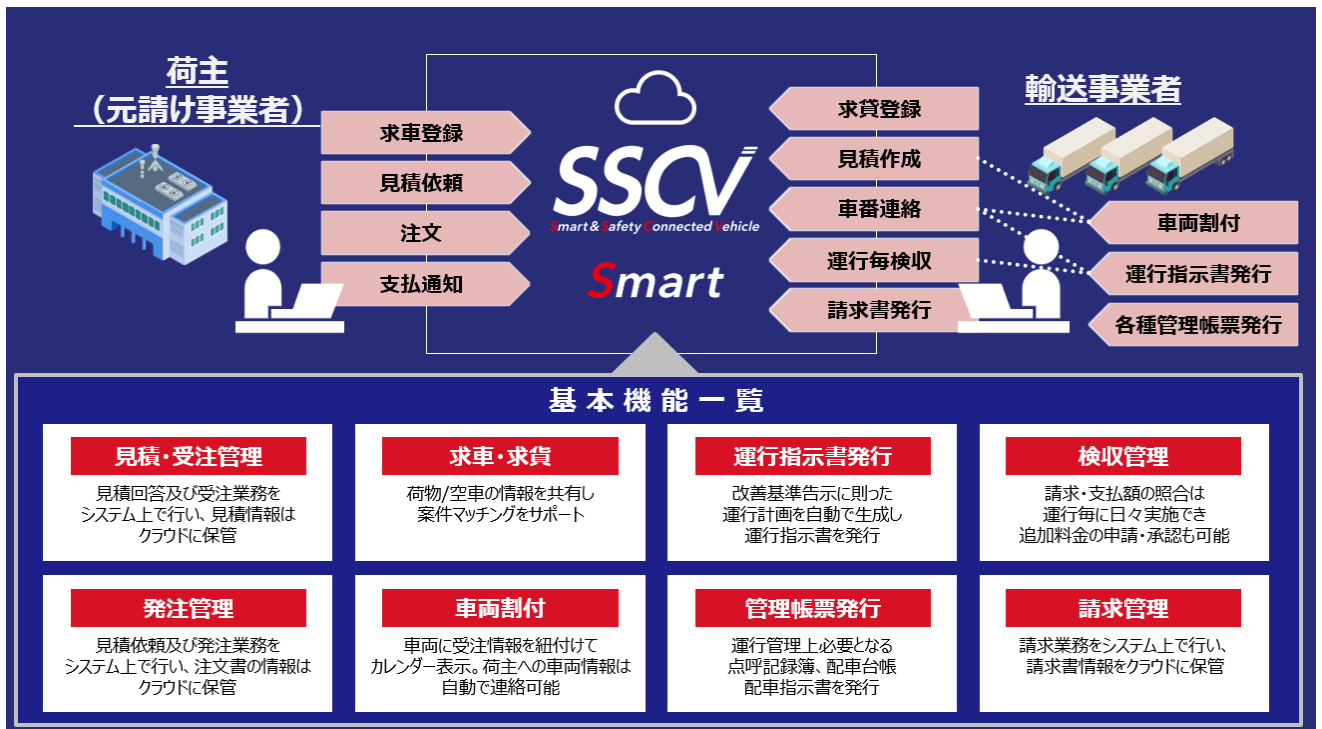 荷主
（元請け事業者）
求車登録
見積依頼
注文
支払通知
SSCV
Smart & Safety Connected Vehicle
Smart
求貸登録
見積作成
車番連絡
運行毎検収
請求書発行
輸送事業者
車両割付
運行指示書発行
各種管理帳票発行
基本機能一覧
見積・受注管理
見積回答及び受注業務を
システム上で行い、見積情報は
クラウドに保管
求車・求貨
荷物/空車の情報を共有し
案件マッチングをサポート
運行指示書発行
改善基準告示に則った
運行計画を自動で生成し
運行指示書を発行
検収管理
請求・支払額の照合は
運行毎に日々実施でき
追加料金の申請・承認も可能
発注管理
見積依頼及び発注業務を
システム上で行い、注文書の情報は
クラウドに保管
車両割付
車両に受注情報を紐付けて
カレンダー表示。荷主への車両情報は
自動で連絡可能
管理帳票発行
運行管理上必要となる
点呼記録簿、配車台帳
配車指示書を発行
請求管理
請求業務をシステム上で行い、
請求書情報をクラウドに保管